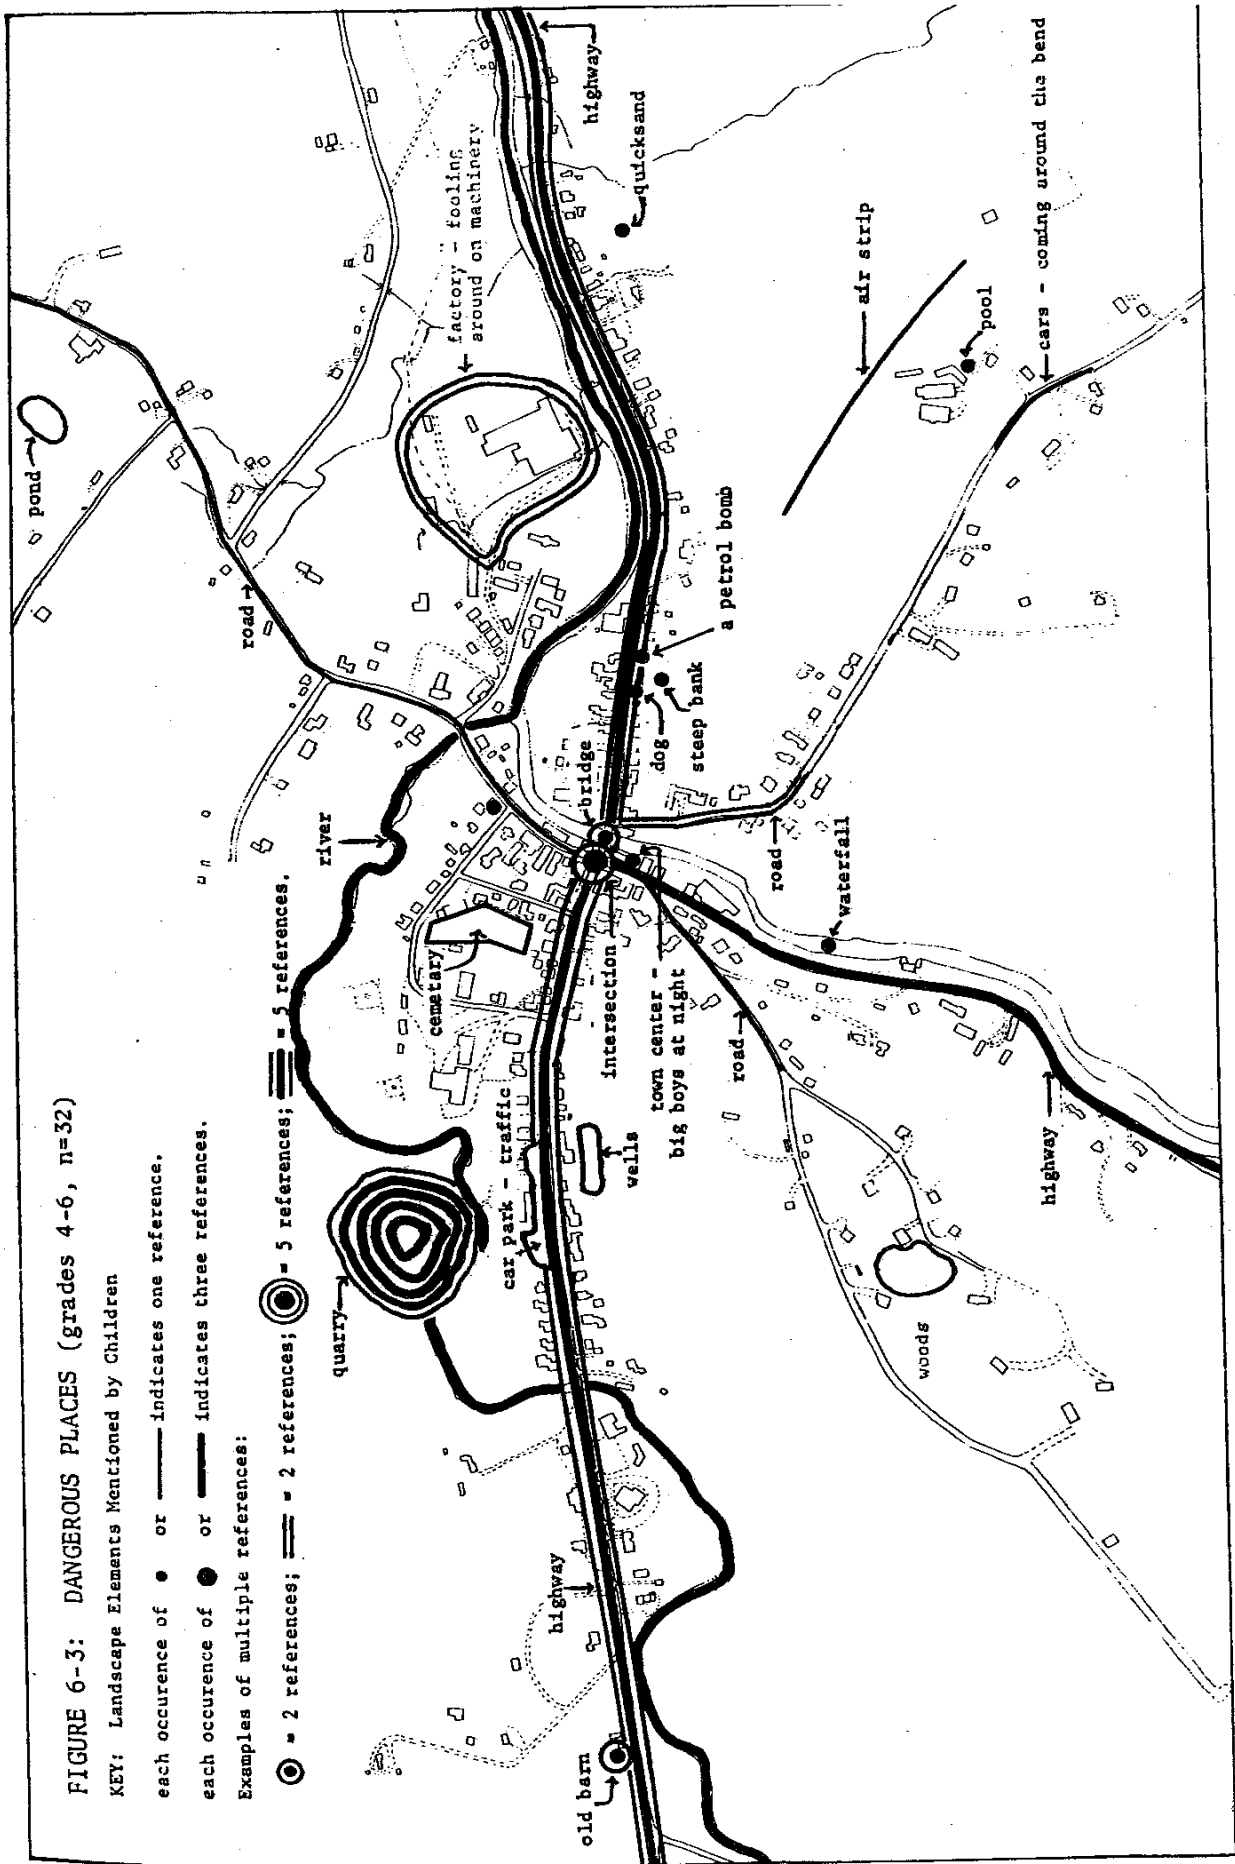 FIGURE 6-3: DANGEROUS PLACES (grades 4-6, n=32)
KEY: Landscape Elements Mentioned by Children
each occurence of ● or — indicates one reference.
each occurence of ● or — indicates three references.
Examples of multiple references:
= 2 references; = 2 references; = 5 references; = 5 references.
pond
road
river
quarry
cemetary
factory - fooling
around on machinery
highway
quicksand
car park - traffic
wells
intersection
bridge
town center -
big boys at night
dog
steep bank
a petrol bomb
air strip
pool
cars - coming around the bend
old barn
highway
road
road
waterfall
highway
woods